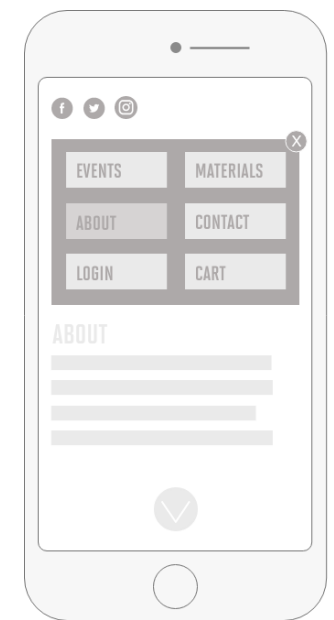 X
EVENTS MATERIALS
ABOUT CONTACT
LOGIN CART
ABOUT